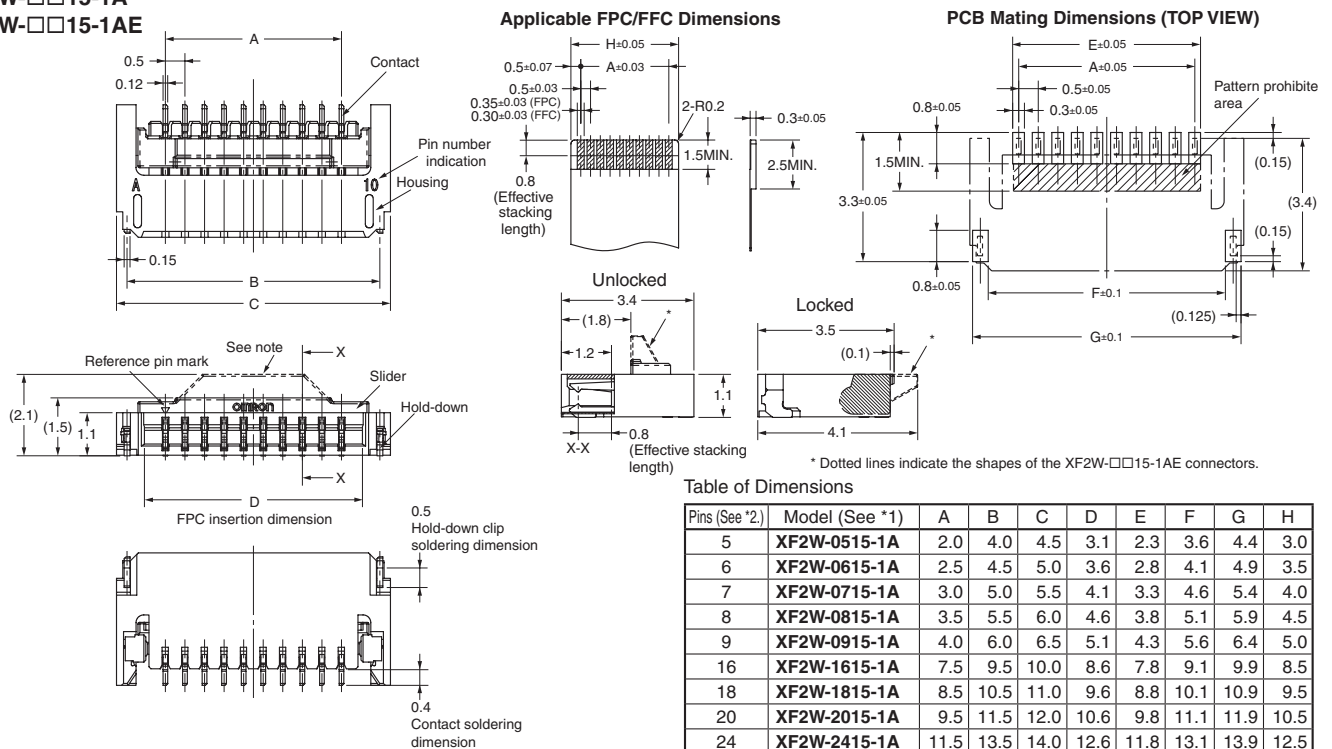 W-□□15-1A
W-□□15-1AE
A
0.5
0.12
Contact
Pin number
indication
Housing
A
10
0.15
B
C
Applicable FPC/FFC Dimensions
H±0.05
0.5±0.07
A±0.03
0.5±0.03
0.35±0.03 (FPC)
0.30±0.03 (FFC)
2-R0.2
0.3±0.05
1.5MIN.
2.5MIN.
0.8
(Effective
stacking
length)
PCB Mating Dimensions (TOP VIEW)
E±0.05
A±0.05
0.5±0.05
0.3±0.05
0.8±0.05
Pattern prohibite
area
1.5MIN.
(0.15)
3.3±0.05
(3.4)
(0.15)
0.8±0.05
F±0.1
(0.125)
G±0.1
Reference pin mark
See note
X
Slider
OMRON
Hold-down
(2.1)
(1.5)
1.1
X
D
FPC insertion dimension
Unlocked
3.4
(1.8)
*
1.2
1.1
X-X
0.8
(Effective stacking
length)
Locked
3.5
(0.1)
*
4.1
* Dotted lines indicate the shapes of the XF2W-□□15-1AE connectors.
0.5
Hold-down clip
soldering dimension
0.4
Contact soldering
dimension
Table of Dimensions
Pins (See *2.) Model (See *1) A B C D E F G H
5 XF2W-0515-1A 2.0 4.0 4.5 3.1 2.3 3.6 4.4 3.0
6 XF2W-0615-1A 2.5 4.5 5.0 3.6 2.8 4.1 4.9 3.5
7 XF2W-0715-1A 3.0 5.0 5.5 4.1 3.3 4.6 5.4 4.0
8 XF2W-0815-1A 3.5 5.5 6.0 4.6 3.8 5.1 5.9 4.5
9 XF2W-0915-1A 4.0 6.0 6.5 5.1 4.3 5.6 6.4 5.0
16 XF2W-1615-1A 7.5 9.5 10.0 8.6 7.8 9.1 9.9 8.5
18 XF2W-1815-1A 8.5 10.5 11.0 9.6 8.8 10.1 10.9 9.5
20 XF2W-2015-1A 9.5 11.5 12.0 10.6 9.8 11.1 11.9 10.5
24 XF2W-2415-1A 11.5 13.5 14.0 12.6 11.8 13.1 13.9 12.5